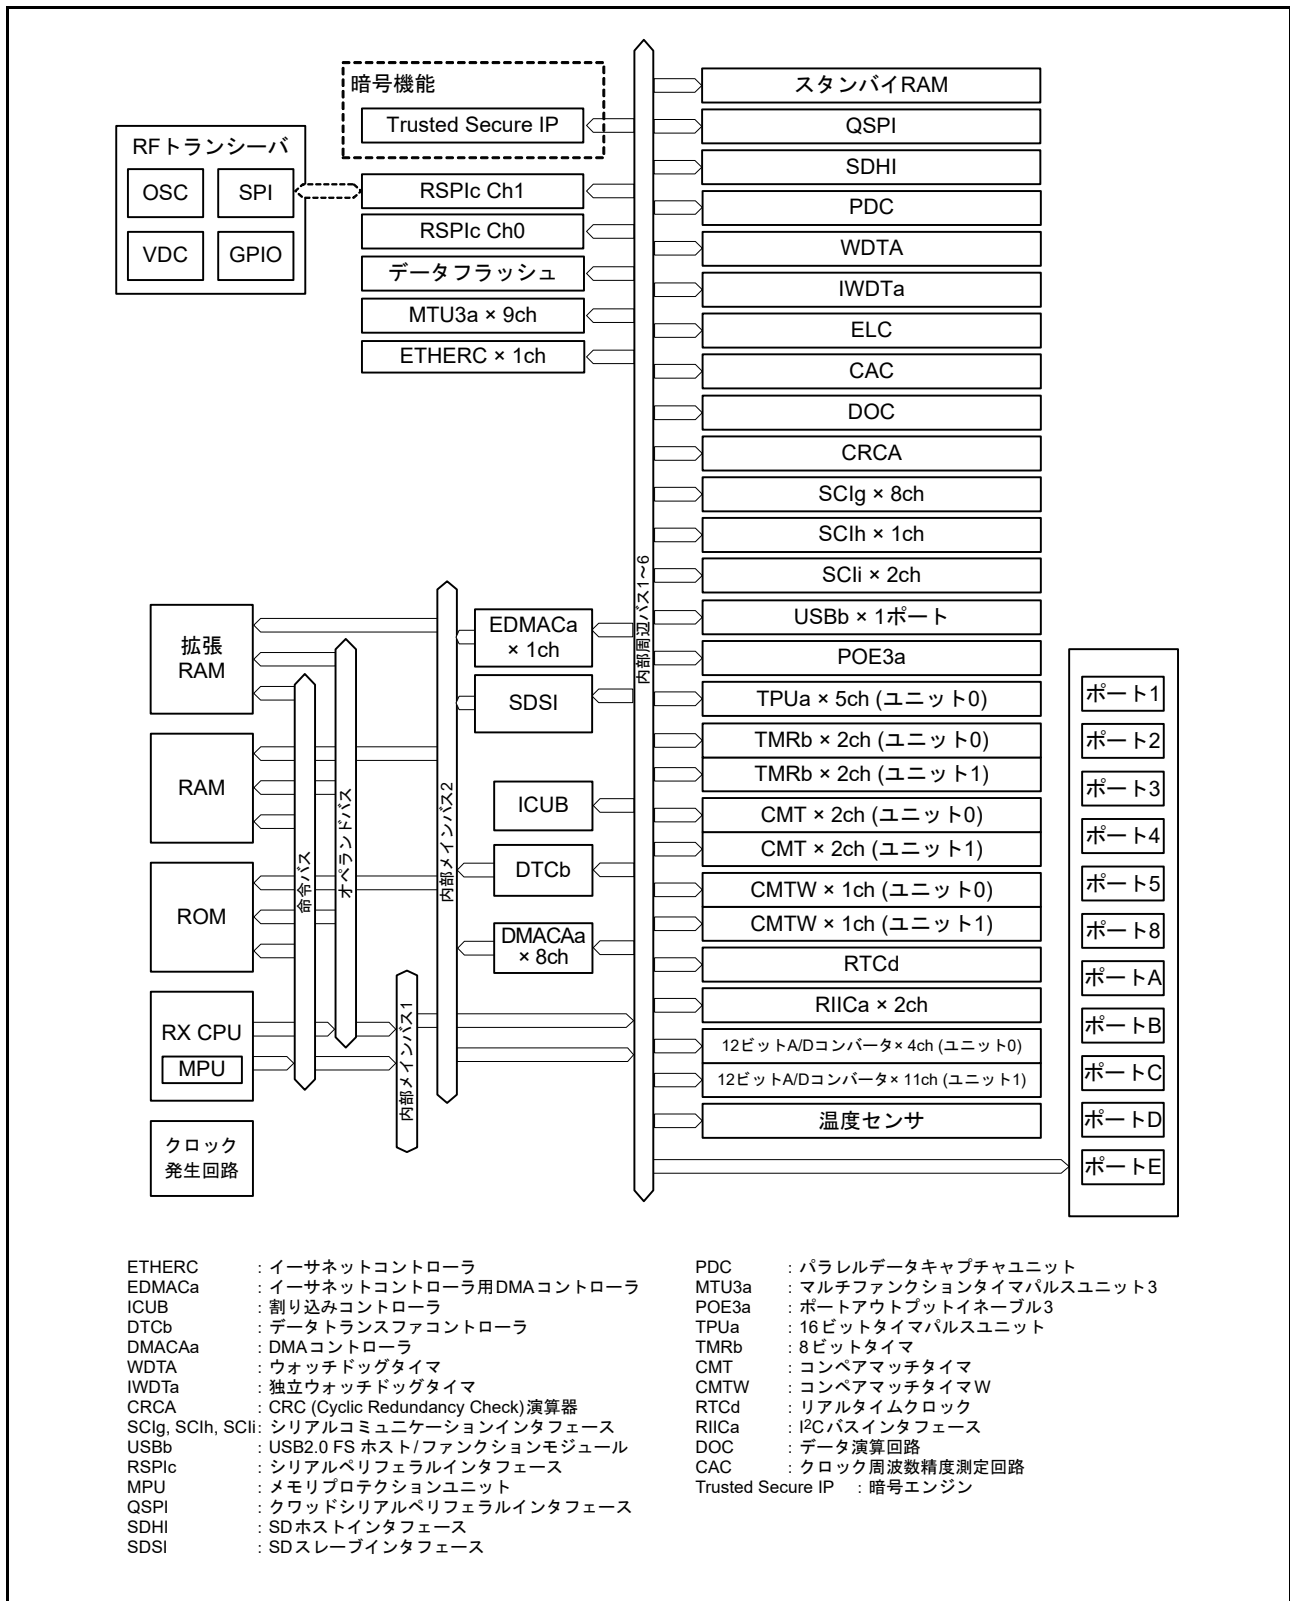 暗号機能
Trusted Secure IP
RFトランシーバ
OSC
SPI
VDC
GPIO
RSPIc Ch1
RSPIc Ch0
データフラッシュ
MTU3a × 9ch
ETHERC × 1ch
スタンバイRAM
QSPI
SDHI
PDC
WDTA
IWDTa
ELC
CAC
DOC
CRCA
SCIg × 8ch
SCIh × 1ch
SCIi × 2ch
USBb × 1ポート
POE3a
TPUa × 5ch (ユニット0)
TMRb × 2ch (ユニット0)
TMRb × 2ch (ユニット1)
CMT × 2ch (ユニット0)
CMT × 2ch (ユニット1)
CMTW × 1ch (ユニット0)
CMTW × 1ch (ユニット1)
RTCd
RIICa × 2ch
12ビットA/Dコンバータ× 4ch (ユニット0)
12ビットA/Dコンバータ× 11ch (ユニット1)
温度センサ
内部周辺バス1～6
拡張
RAM
RAM
ROM
RX CPU
MPU
クロック
発生回路
命令バス
オペランドバス
内部メインバス1
内部メインバス2
EDMACa
× 1ch
SDSI
ICUB
DTCb
DMACAa
× 8ch
ポート1
ポート2
ポート3
ポート4
ポート5
ポート8
ポートA
ポートB
ポートC
ポートD
ポートE
ETHERC : イーサネットコントローラ
EDMACa : イーサネットコントローラ用DMAコントローラ
ICUB : 割り込みコントローラ
DTCb : データトランスファコントローラ
DMACAa : DMAコントローラ
WDTA : ウォッチドッグタイマ
IWDTa : 独立ウォッチドッグタイマ
CRCA : CRC (Cyclic Redundancy Check)演算器
SCIg, SCIh, SCIi: シリアルコミュニケーションインタフェース
USBb : USB2.0 FS ホスト/ファンクションモジュール
RSPIc : シリアルペリフェラルインタフェース
MPU : メモリプロテクションユニット
QSPI : クワッドシリアルペリフェラルインタフェース
SDHI : SDホストインタフェース
SDSI : SDスレーブインタフェース
PDC : パラレルデータキャプチャユニット
MTU3a : マルチファンクションタイマパルスユニット3
POE3a : ポートアウトプットイネーブル3
TPUa : 16ビットタイマパルスユニット
TMRb : 8ビットタイマ
CMT : コンペアマッチタイマ
CMTW : コンペアマッチタイマW
RTCd : リアルタイムクロック
RIICa : I²Cバスインタフェース
DOC : データ演算回路
CAC : クロック周波数精度測定回路
Trusted Secure IP : 暗号エンジン